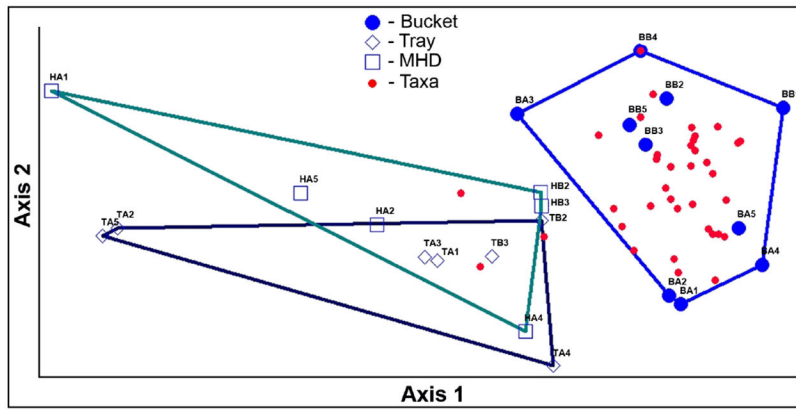 - Bucket
- Tray
- MHD
- Taxa
BB4
HA1
BB2
BB
BA3
BB5
BB3
HA5
HB2
HB3
TA2
TA5
HA2
TB2
BA5
TA3
TA1
TB3
BA4
BA2
BA1
HA4
TA4
Axis 2
Axis 1